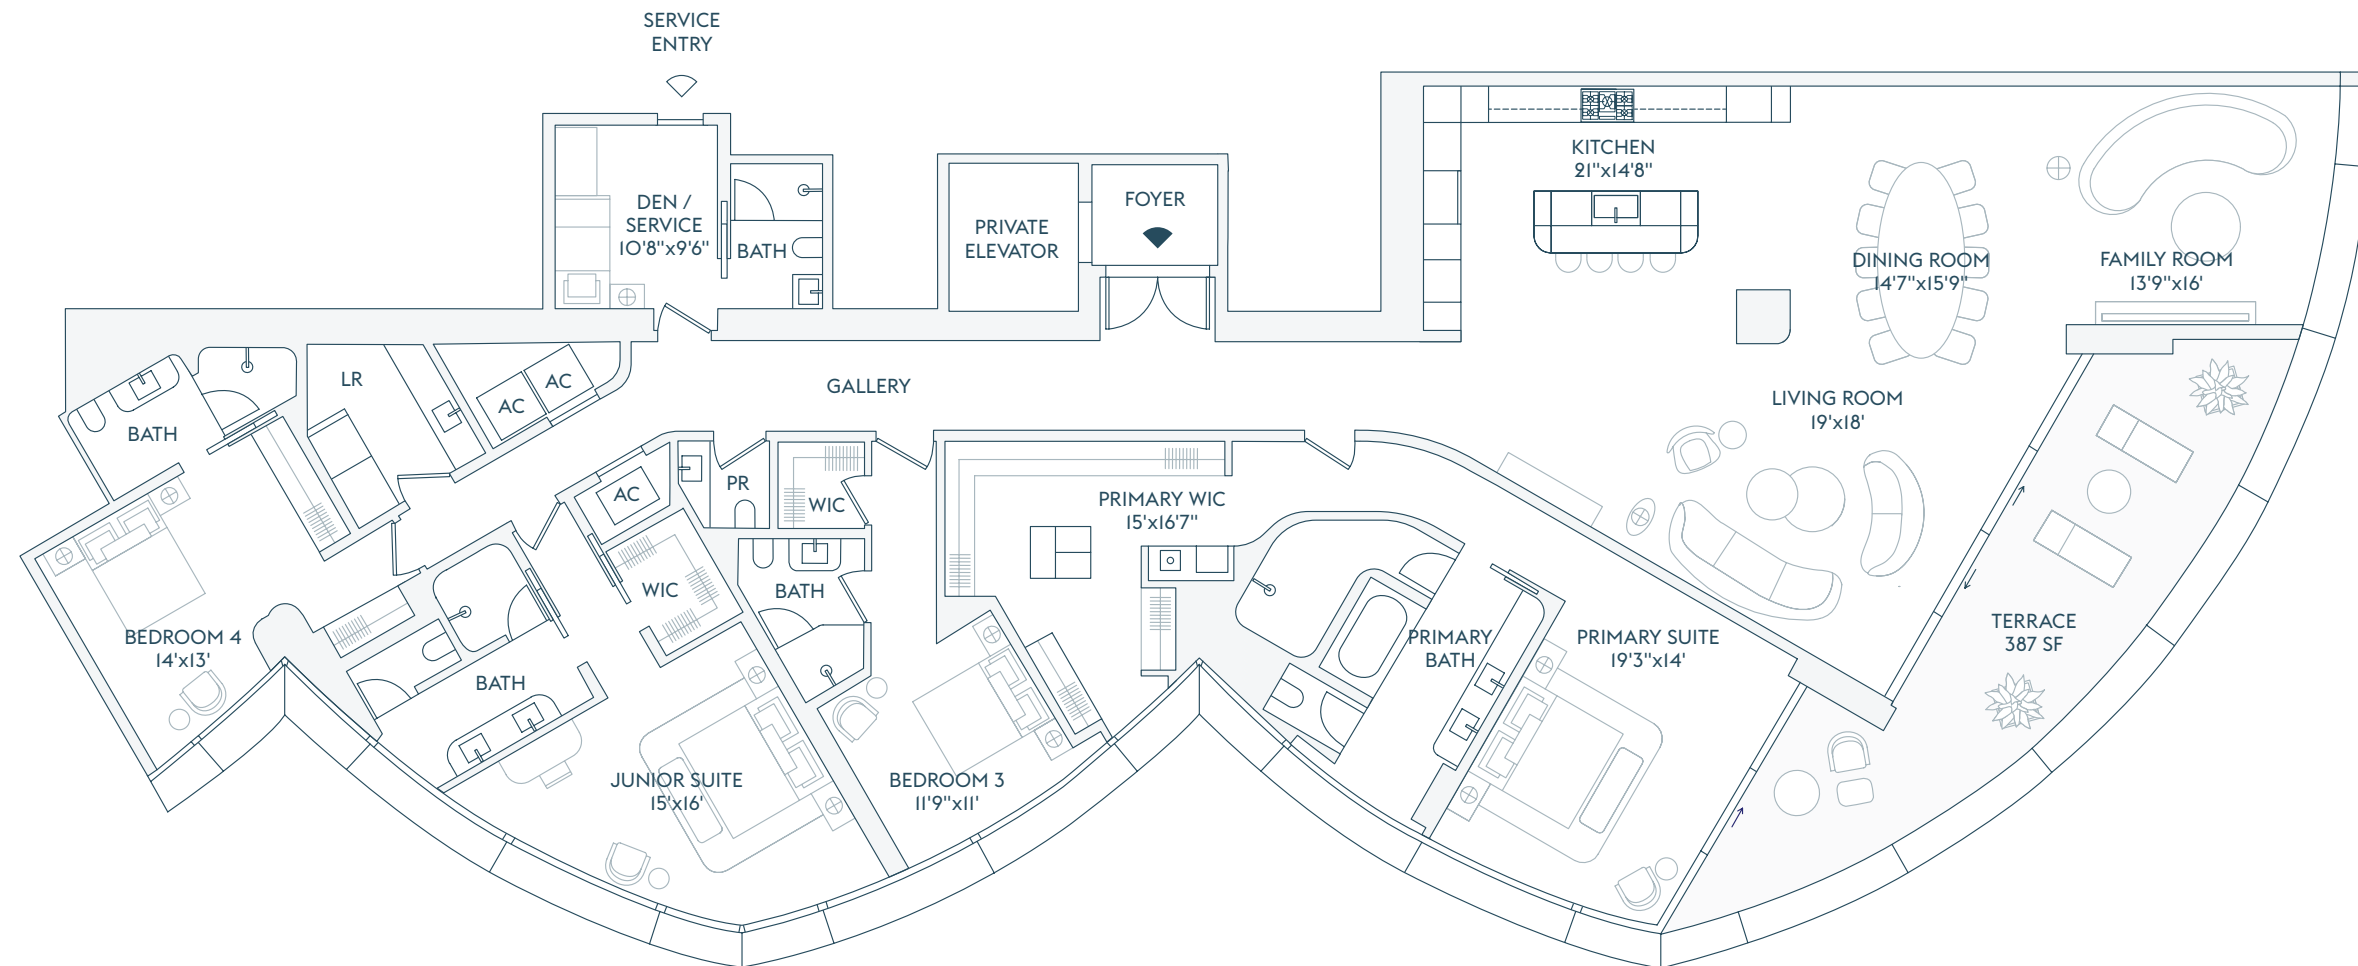 SERVICE
ENTRY
DEN /
SERVICE
10'8"x9'6"
BATH
PRIVATE
ELEVATOR
FOYER
KITCHEN
21"x14'8"
DINING ROOM
14'7"x15'9"
FAMILY ROOM
13'9"x16'
LR
AC
AC
GALLERY
LIVING ROOM
19'x18'
BATH
AC
PR
WIC
PRIMARY WIC
15'x16'7"
WIC
BATH
BEDROOM 4
14'x13'
BATH
PRIMARY
BATH
PRIMARY SUITE
19'3"x14'
TERRACE
387 SF
JUNIOR SUITE
15'x16'
BEDROOM 3
11'9"x11'